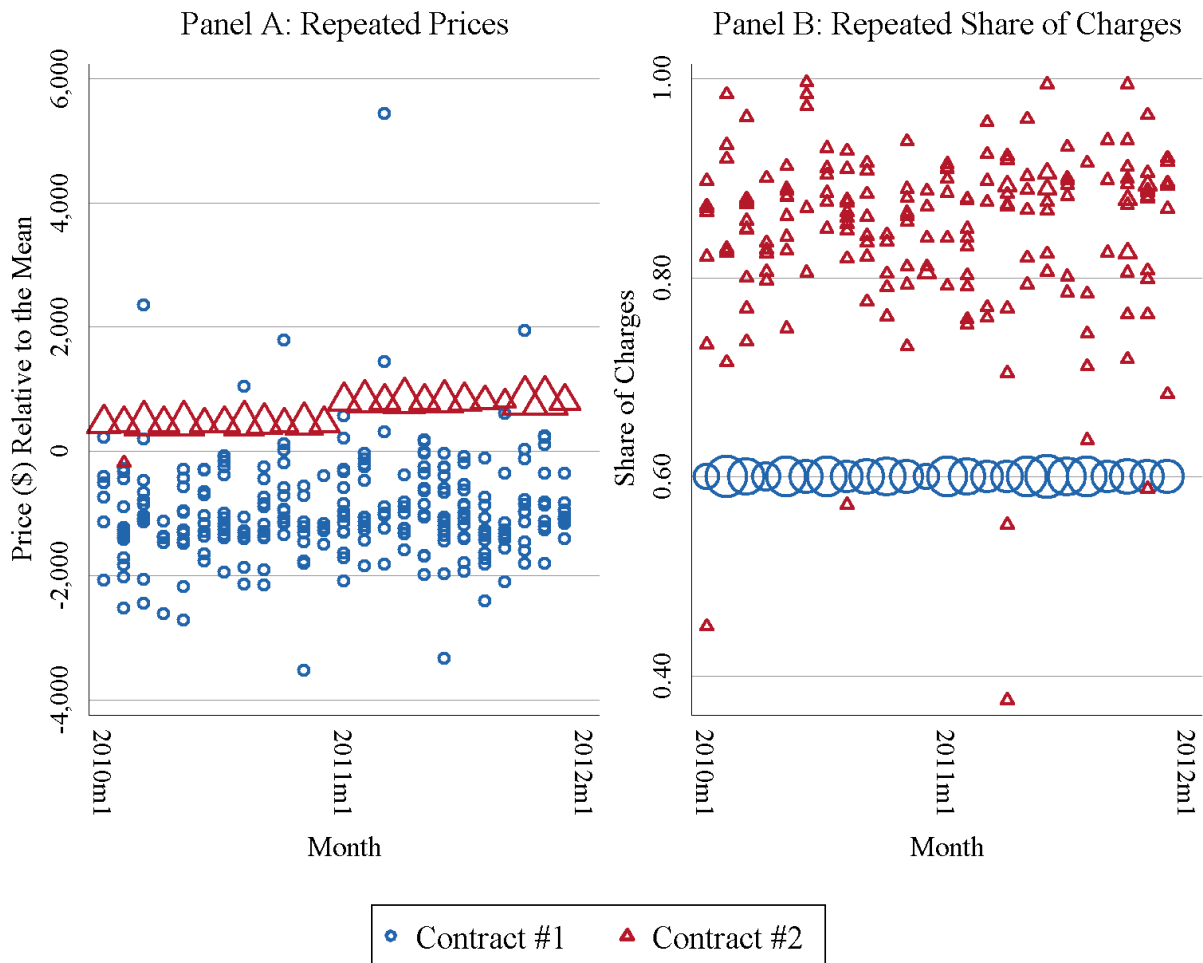 Panel A: Repeated Prices
Price ($) Relative to the Mean
6,000
4,000
2,000
0
-2,000
-4,000
2010m1
2011m1
2012m1
Month
Panel B: Repeated Share of Charges
Share of Charges
1.00
0.80
0.60
0.40
2010m1
2011m1
2012m1
Month
Contract #1
Contract #2